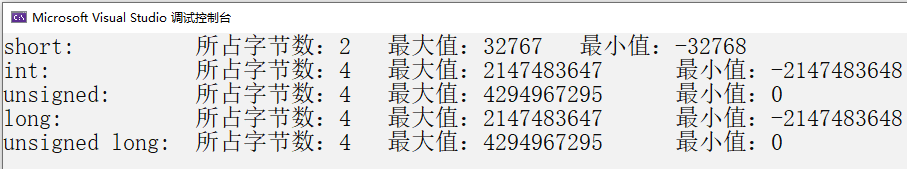 Microsoft Visual Studio 调试控制台
short: 所占字节数：2 最大值：32767 最小值：-32768
int: 所占字节数：4 最大值：2147483647 最小值：-2147483648
unsigned: 所占字节数：4 最大值：4294967295 最小值：0
long: 所占字节数：4 最大值：2147483647 最小值：-2147483648
unsigned long: 所占字节数：4 最大值：4294967295 最小值：0